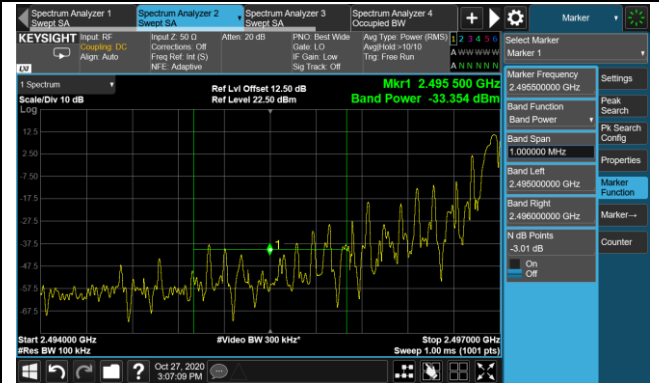 Spectrum Analyzer 1
Swept SA
Spectrum Analyzer 2
Swept SA
Spectrum Analyzer 3
Swept SA
Spectrum Analyzer 4
Occupied BW
+
Marker
KEYSIGHT
Input: RF
Coupling: DC
Align: Auto
Input Z: 50 Ω
Corrections: Off
Freq Ref: Int (S)
NFE: Adaptive
Atten: 20 dB
PNO: Best Wide
Gate: LO
IF Gain: Low
Sig Track: Off
Avg Type: Power (RMS)
Avg|Hold:>10/10
Trig: Free Run
1 2 3 4 5 6
A W W W W W
A N N N N N
LXI
Select Marker
Marker 1
1 Spectrum
Scale/Div 10 dB
Log
Ref Lvl Offset 12.50 dB
Ref Level 22.50 dBm
Mkr1 2.495 500 GHz
Band Power -33.354 dBm
12.5
2.50
-7.50
-17.5
-27.5
-37.5
-47.5
-57.5
-67.5
1
Start 2.494000 GHz
#Res BW 100 kHz
#Video BW 300 kHz*
Stop 2.497000 GHz
Sweep 1.00 ms (1001 pts)
Marker Frequency
2.495500000 GHz
Band Function
Band Power
Band Span
1.000000 MHz
Band Left
2.495000000 GHz
Band Right
2.496000000 GHz
N dB Points
-3.01 dB
On
Off
Settings
Peak
Search
Pk Search
Config
Properties
Marker
Function
Marker→
Counter
?
Oct 27, 2020
3:07:09 PM